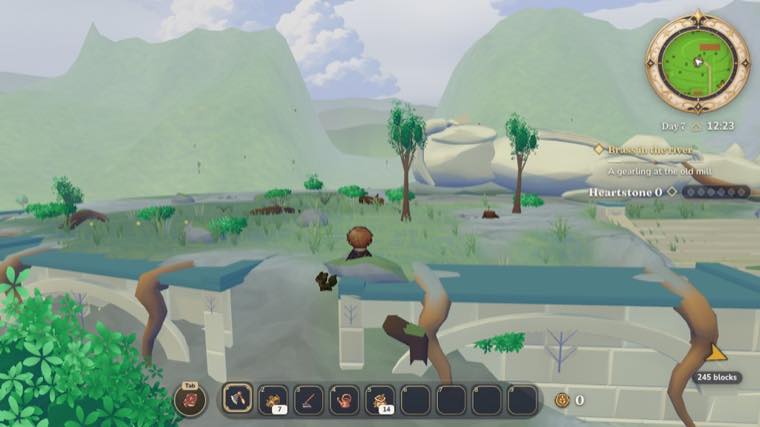 Day 7 12:23
Brass in the river
A gearling at the old mill
Heartstone 0
245 blocks
Tab
7
14
0